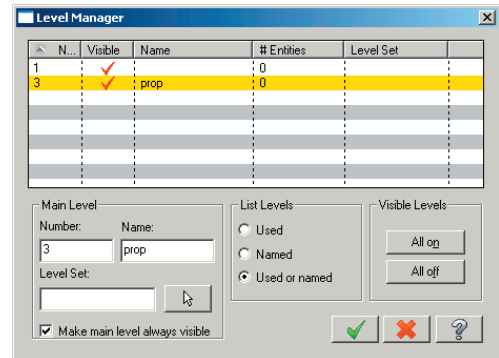 Level Manager
N... Visible Name # Entities Level Set
1 0
3 prop 0
Main Level
Number: Name:
3 prop
Level Set:
Make main level always visible
List Levels
Used
Named
Used or named
Visible Levels
All on
All off